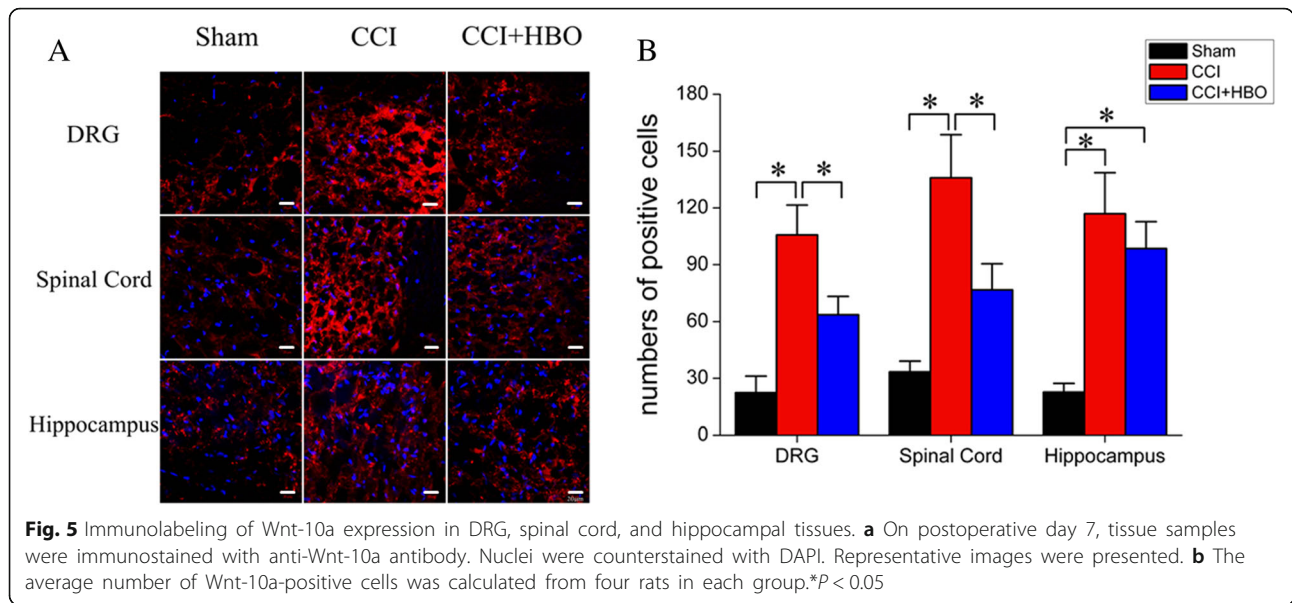 A
Sham CCI CCI+HBO
DRG
Spinal Cord
Hippocampus
20μm
B
Sham
CCI
CCI+HBO
numbers of positive cells
180
150
120
90
60
30
0
* * * * * *
DRG Spinal Cord Hippocampus
Fig. 5 Immunolabeling of Wnt-10a expression in DRG, spinal cord, and hippocampal tissues. a On postoperative day 7, tissue samples
were immunostained with anti-Wnt-10a antibody. Nuclei were counterstained with DAPI. Representative images were presented. b The
average number of Wnt-10a-positive cells was calculated from four rats in each group.*P < 0.05